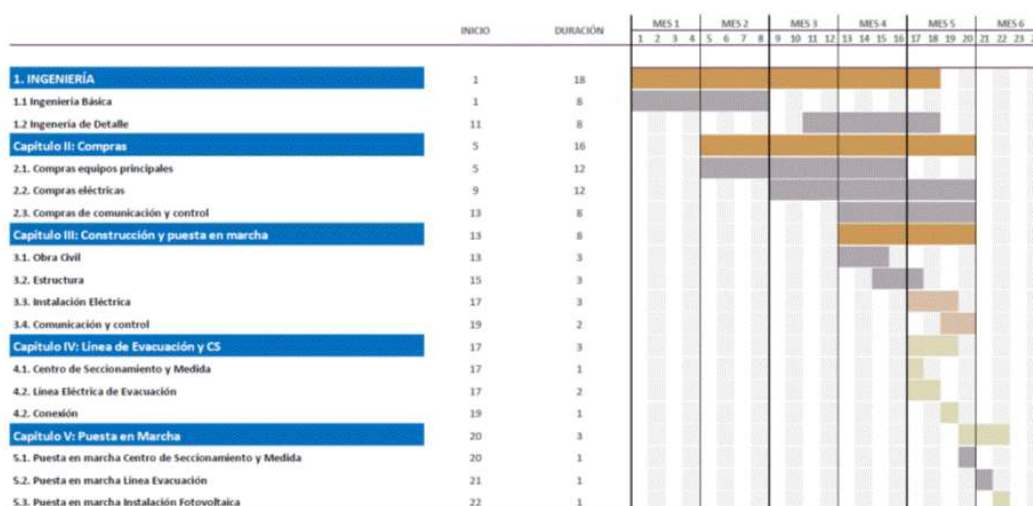 MES 1 MES 2 MES 3 MES 4 MES 5 MES 6
INICIO DURACIÓN 1 2 3 4 5 6 7 8 9 10 11 12 13 14 15 16 17 18 19 20 21 22 23
1. INGENIERÍA 1 18
1.1 Ingeniería Básica 1 8
1.2 Ingenería de Detalle 11 8
Capítulo II: Compras 5 16
2.1. Compras equipos principales 5 12
2.2. Compras eléctricas 9 12
2.3. Compras de comunicación y control 13 8
Capítulo III: Construcción y puesta en marcha 13 8
3.1. Obra Civil 13 3
3.2. Estructura 15 3
3.3. Instalación Eléctrica 17 3
3.4. Comunicación y control 19 2
Capítulo IV: Línea de Evacuación y CS 17 3
4.1. Centro de Seccionamiento y Medida 17 1
4.2. Línea Eléctrica de Evacuación 17 2
4.2. Conexión 19 1
Capítulo V: Puesta en Marcha 20 3
5.1. Puesta en marcha Centro de Seccionamiento y Medida 20 1
5.2. Puesta en marcha Línea Evacuación 21 1
5.3. Puesta en marcha Instalación Fotovoltaica 22 1